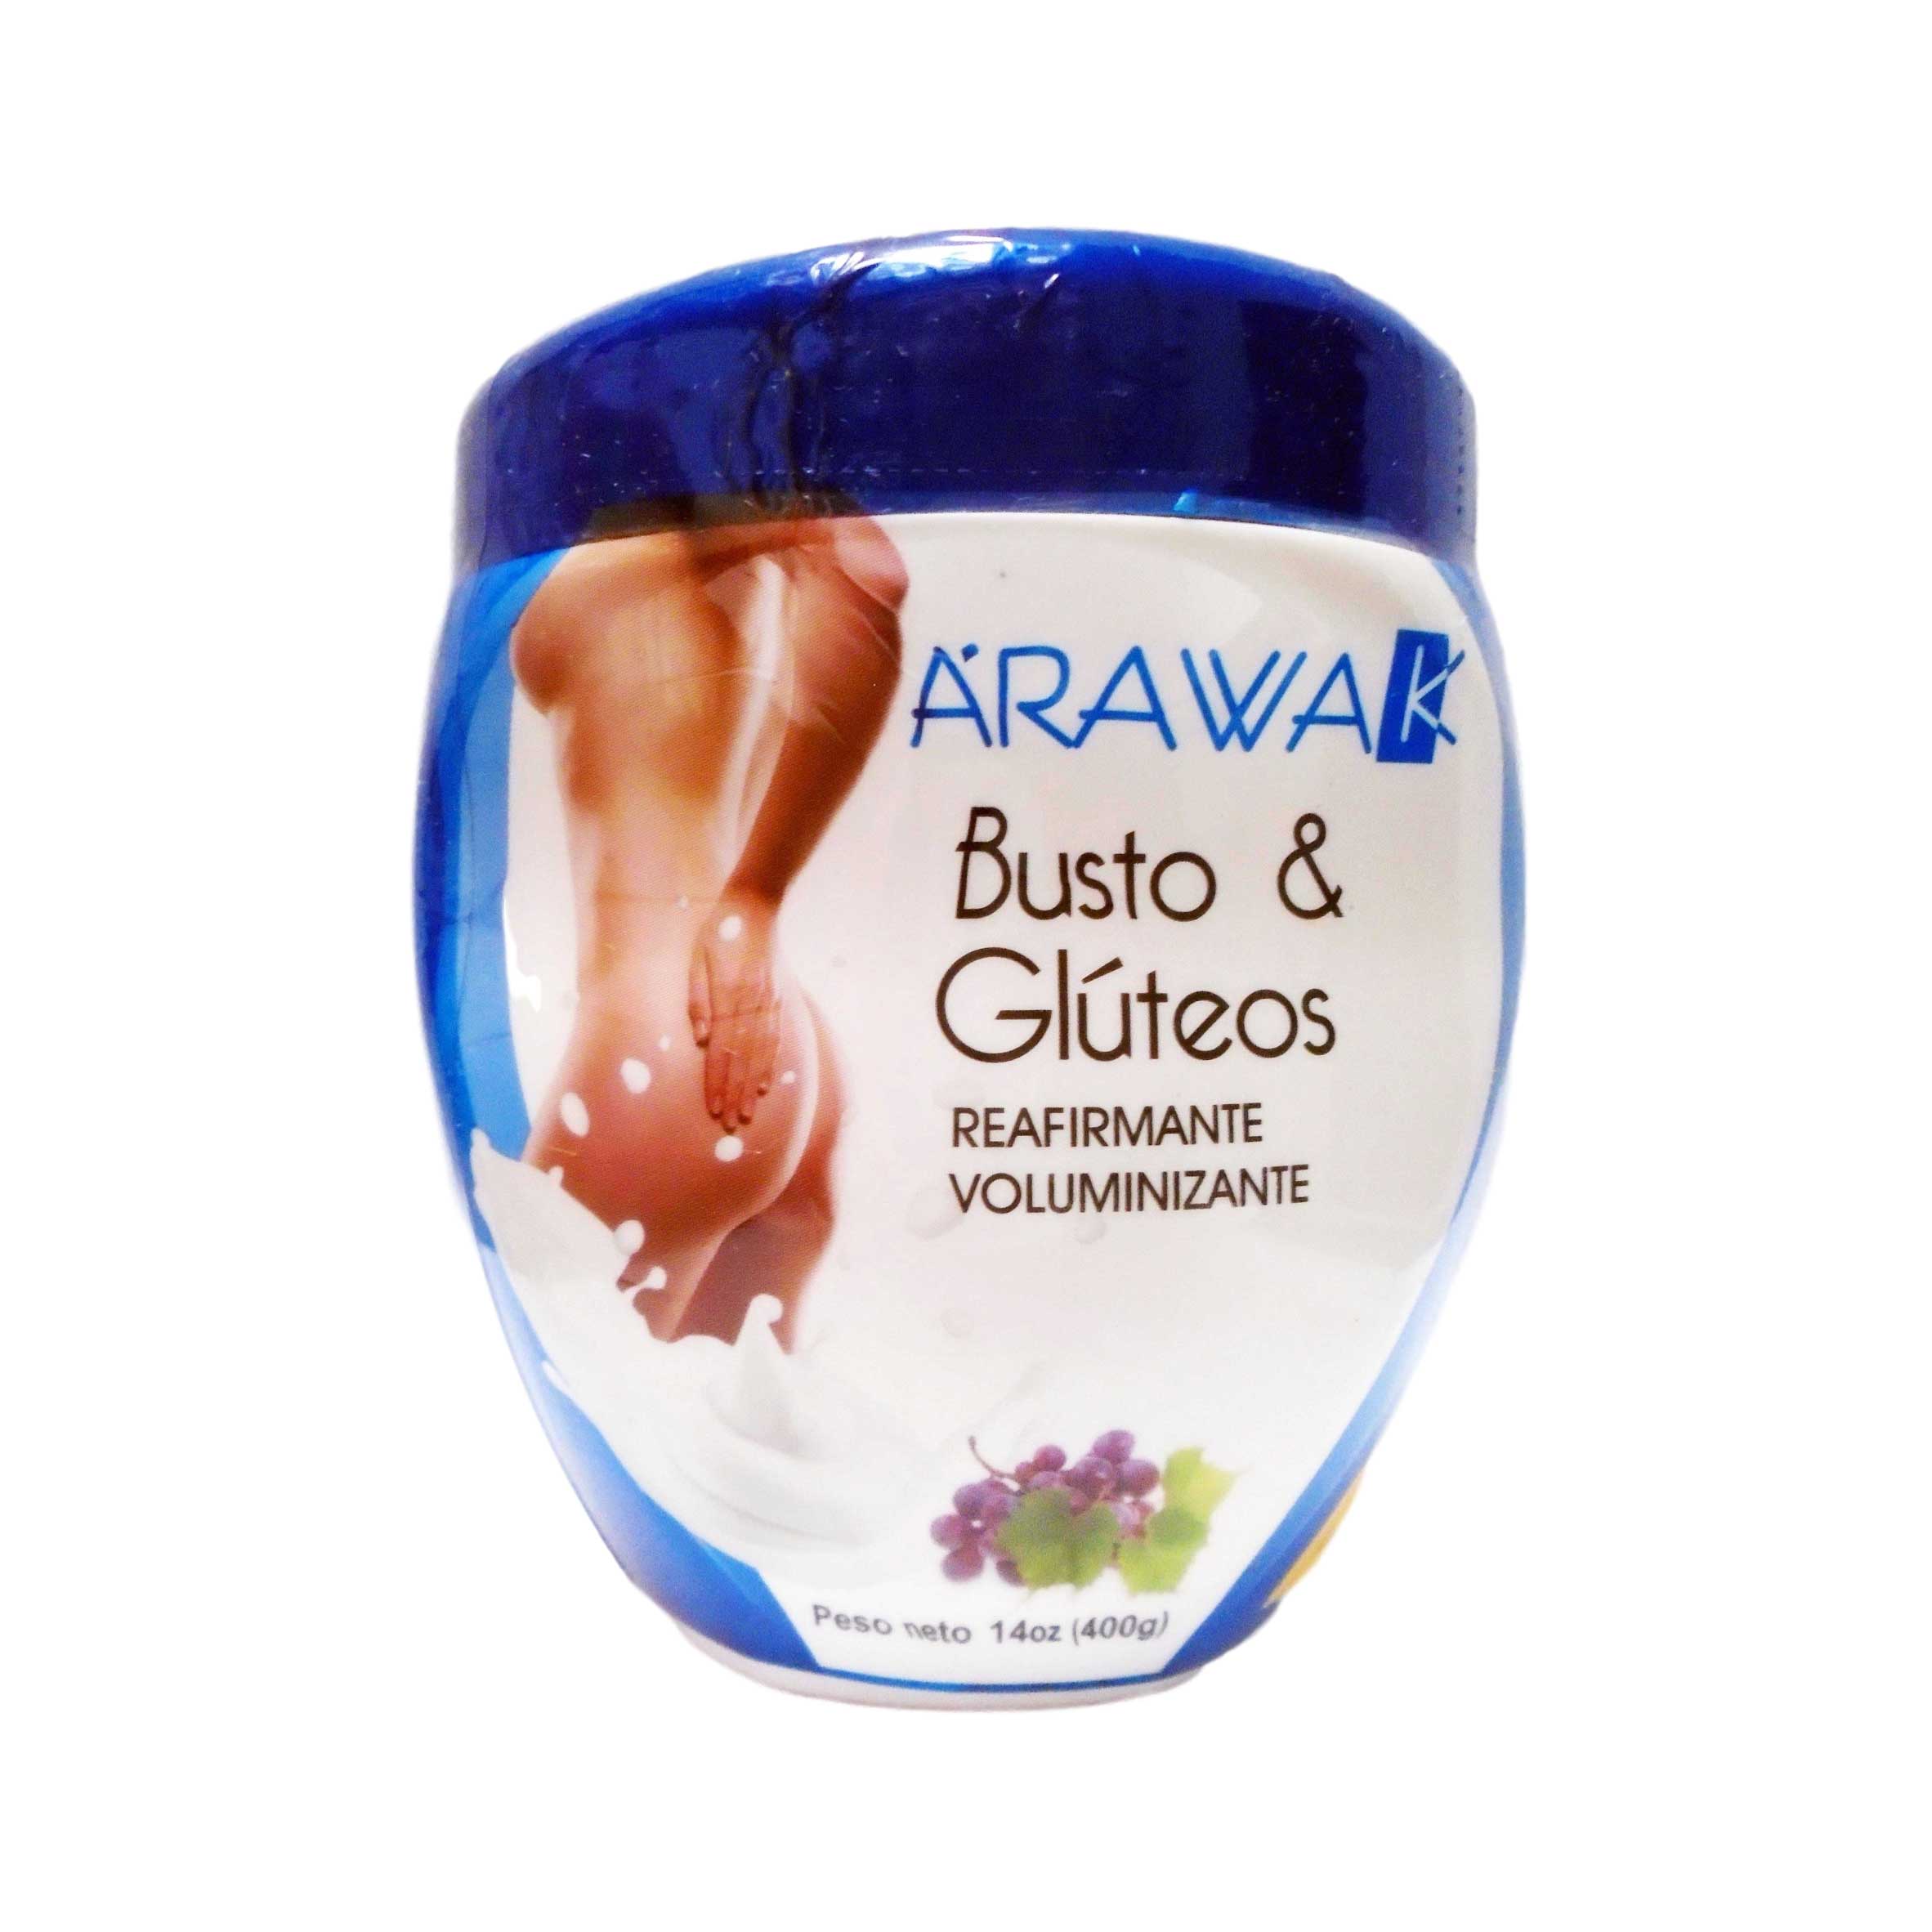 ÁRAWAK
Busto &
Glúteos
REAFIRMANTE
VOLUMINIZANTE
Peso neto 14oz (400g)